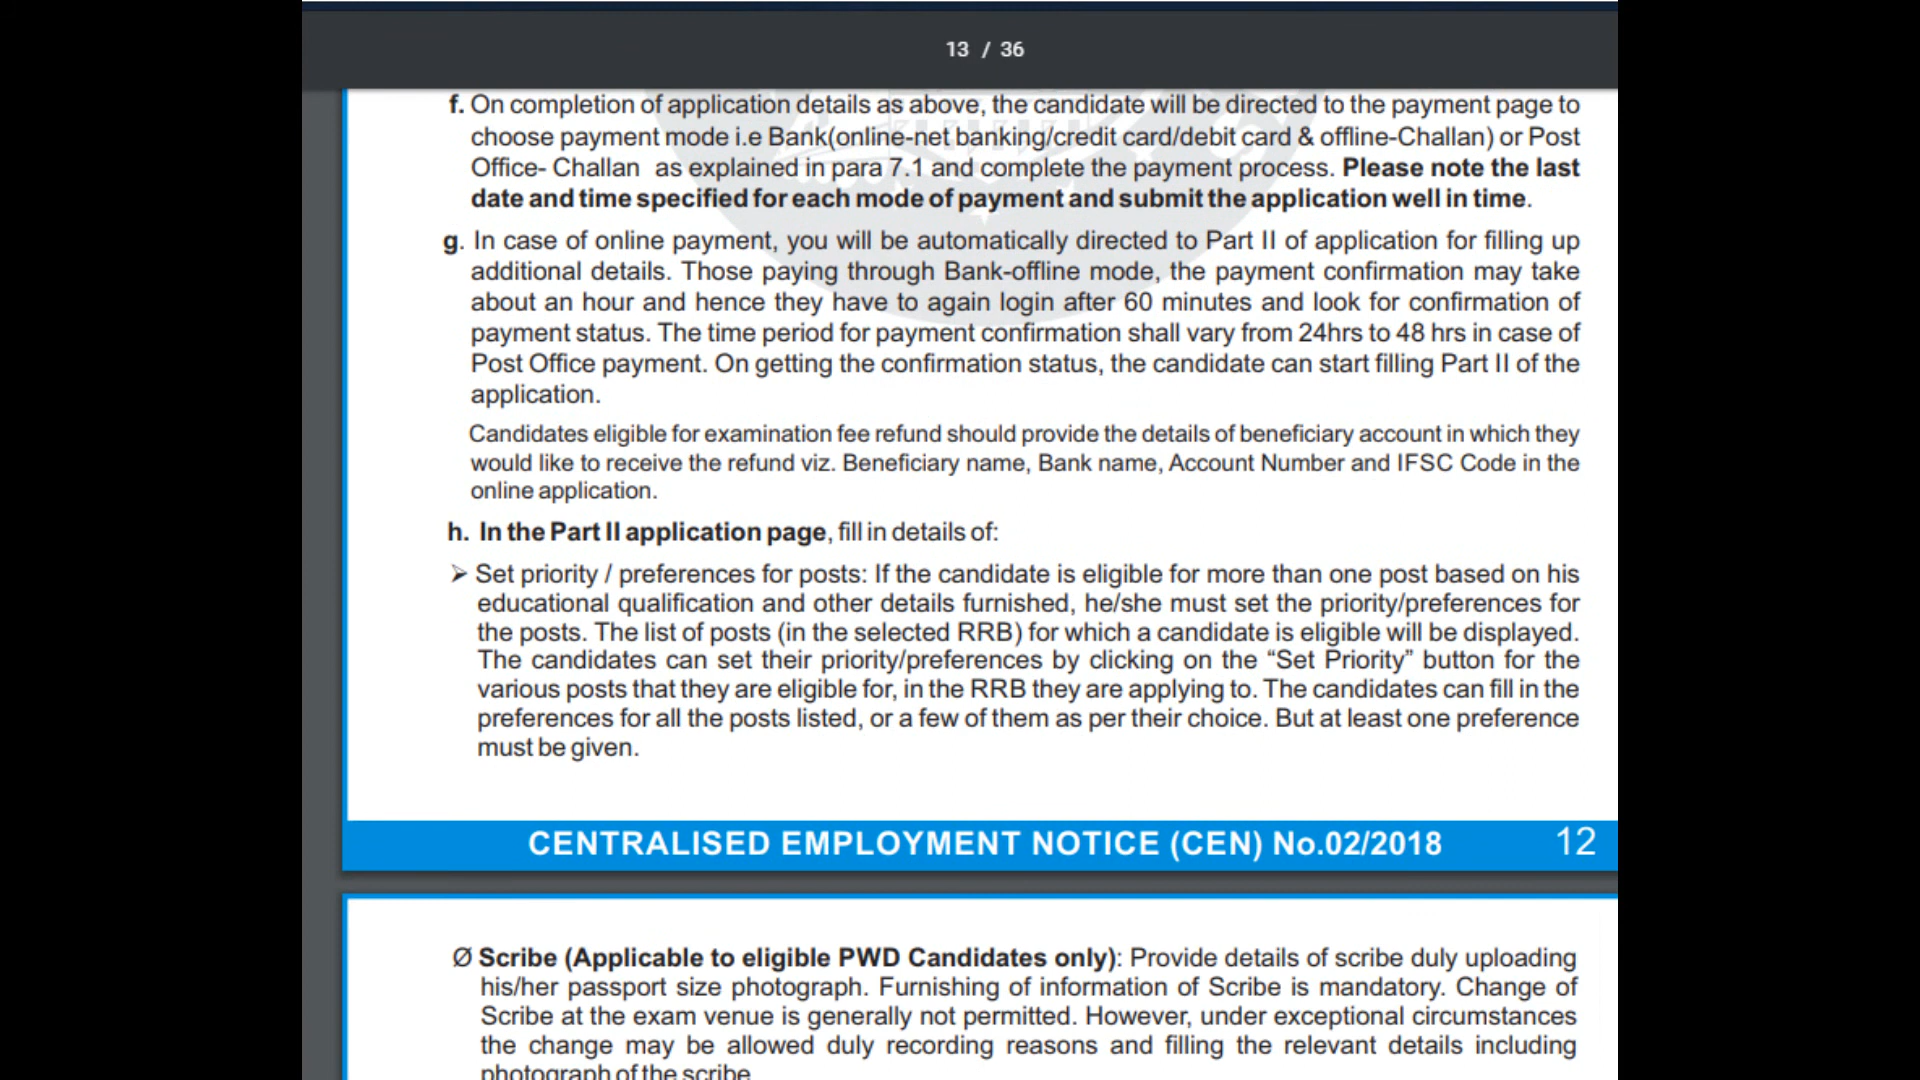 13 / 36
f. On completion of application details as above, the candidate will be directed to the payment page to
choose payment mode i.e Bank(online-net banking/credit card/debit card & offline-Challan) or Post
Office- Challan as explained in para 7.1 and complete the payment process. Please note the last
date and time specified for each mode of payment and submit the application well in time.
g. In case of online payment, you will be automatically directed to Part II of application for filling up
additional details. Those paying through Bank-offline mode, the payment confirmation may take
about an hour and hence they have to again login after 60 minutes and look for confirmation of
payment status. The time period for payment confirmation shall vary from 24hrs to 48 hrs in case of
Post Office payment. On getting the confirmation status, the candidate can start filling Part II of the
application.
Candidates eligible for examination fee refund should provide the details of beneficiary account in which they
would like to receive the refund viz. Beneficiary name, Bank name, Account Number and IFSC Code in the
online application.
h. In the Part II application page, fill in details of:
➢ Set priority / preferences for posts: If the candidate is eligible for more than one post based on his
educational qualification and other details furnished, he/she must set the priority/preferences for
the posts. The list of posts (in the selected RRB) for which a candidate is eligible will be displayed.
The candidates can set their priority/preferences by clicking on the “Set Priority” button for the
various posts that they are eligible for, in the RRB they are applying to. The candidates can fill in the
preferences for all the posts listed, or a few of them as per their choice. But at least one preference
must be given.
CENTRALISED EMPLOYMENT NOTICE (CEN) No.02/2018 12
Ø Scribe (Applicable to eligible PWD Candidates only): Provide details of scribe duly uploading
his/her passport size photograph. Furnishing of information of Scribe is mandatory. Change of
Scribe at the exam venue is generally not permitted. However, under exceptional circumstances
the change may be allowed duly recording reasons and filling the relevant details including
photograph of the scribe